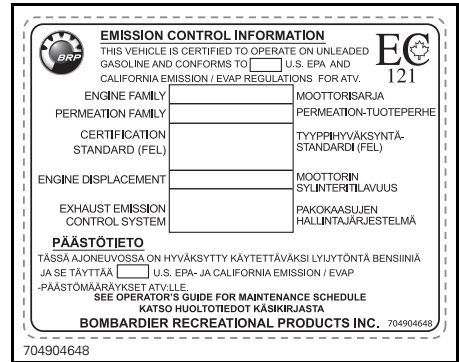 EMISSION CONTROL INFORMATION
THIS VEHICLE IS CERTIFIED TO OPERATE ON UNLEADED
GASOLINE AND CONFORMS TO U.S. EPA AND
CALIFORNIA EMISSION / EVAP REGULATIONS FOR ATV.
BRP
EC
121
ENGINE FAMILY MOOTTORISARJA
PERMEATION FAMILY PERMEATION-TUOTEPERHE
CERTIFICATION TYYPPIHYVÄKSYNTÄ-
STANDARD (FEL) STANDARDI (FEL)
ENGINE DISPLACEMENT MOOTTORIN
SYLINTERITILAVUUS
EXHAUST EMISSION PAKOKAASUJEN
CONTROL SYSTEM HALLINTAJÄRJESTELMÄ
PÄÄSTÖTIETO
TÄSSÄ AJONEUVOSSA ON HYVÄKSYTTY KÄYTETTÄVÄKSI LYIJYTÖNTÄ BENSIINIÄ
JA SE TÄYTTÄÄ U.S. EPA- JA CALIFORNIA EMISSION / EVAP
-PÄÄSTÖMÄÄRÄYKSET ATV:LLE.
SEE OPERATOR'S GUIDE FOR MAINTENANCE SCHEDULE
KATSO HUOLTOTIEDOT KÄSIKIRJASTA
BOMBARDIER RECREATIONAL PRODUCTS INC. 704904648
704904648